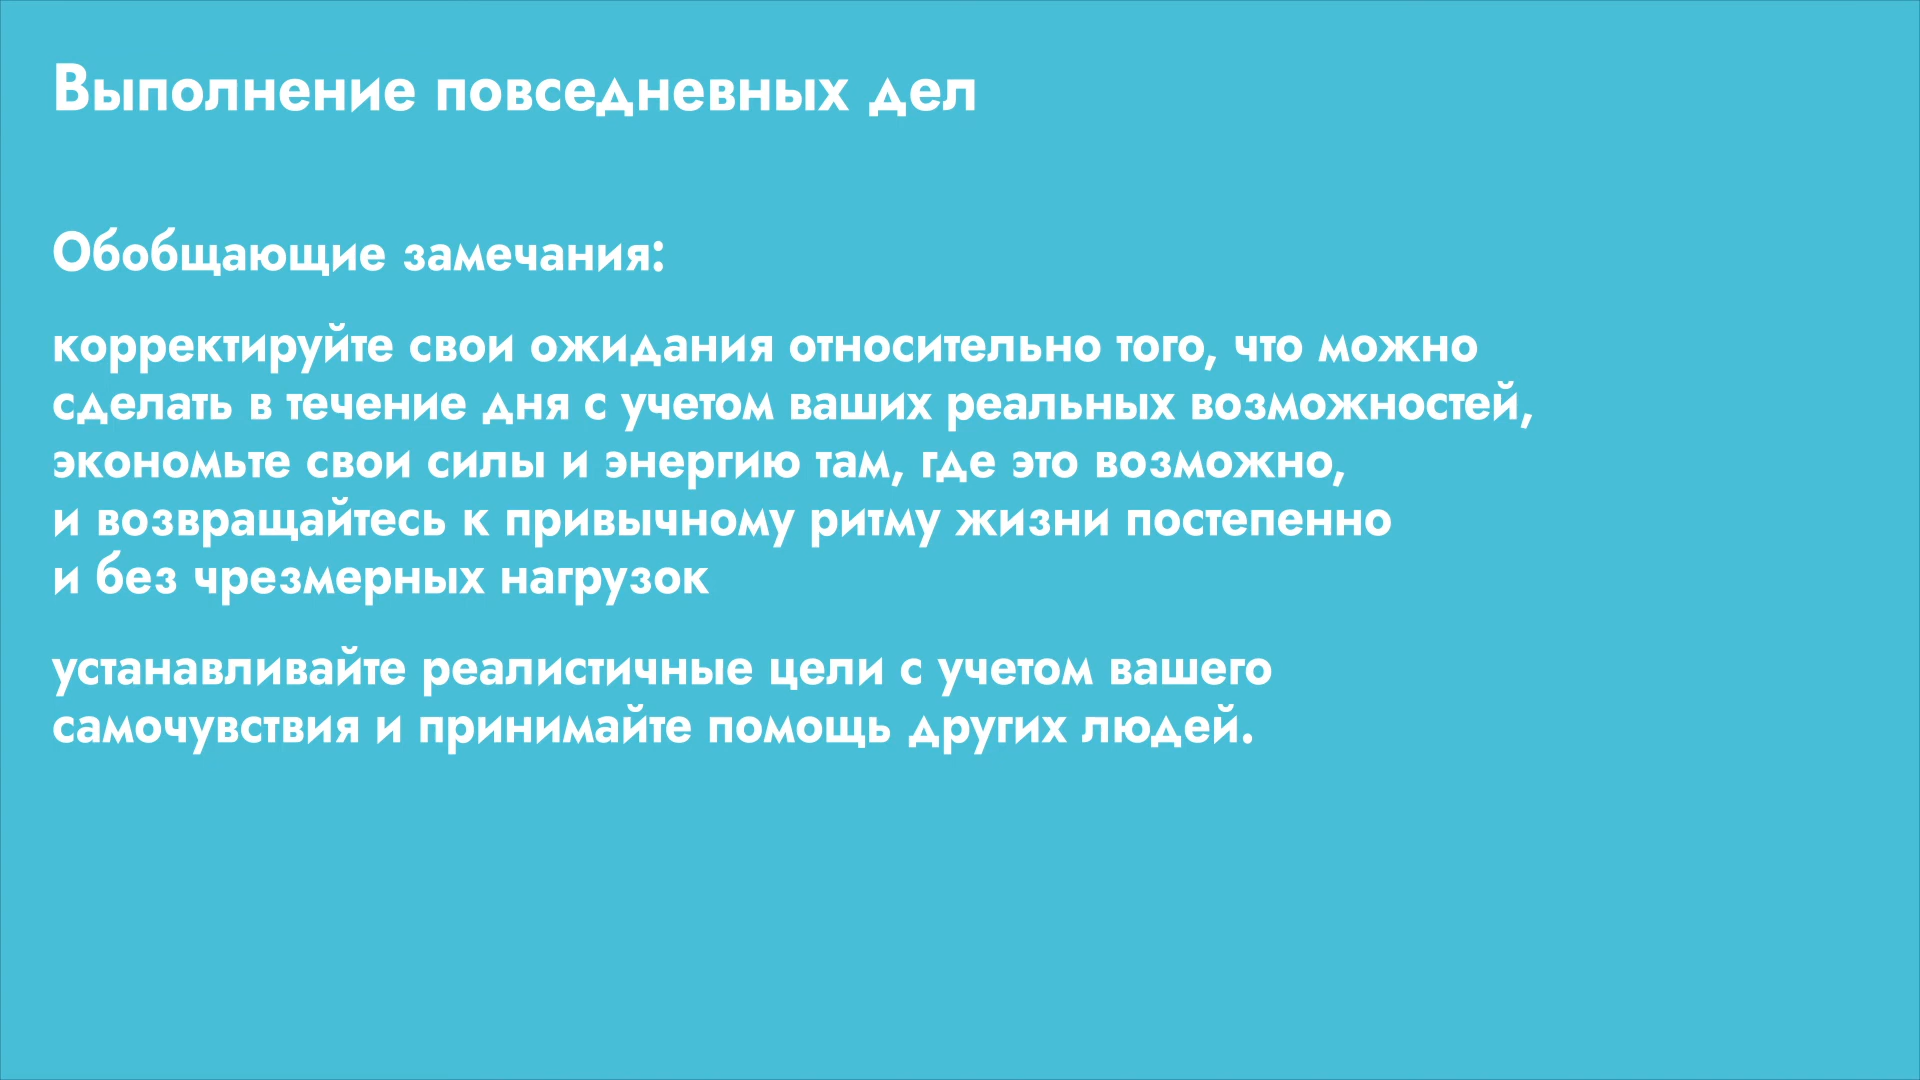 Выполнение повседневных дел
Обобщающие замечания:
корректируйте свои ожидания относительно того, что можно
сделать в течение дня с учетом ваших реальных возможностей,
экономьте свои силы и энергию там, где это возможно,
и возвращайтесь к привычному ритму жизни постепенно
и без чрезмерных нагрузок
устанавливайте реалистичные цели с учетом вашего
самочувствия и принимайте помощь других людей.